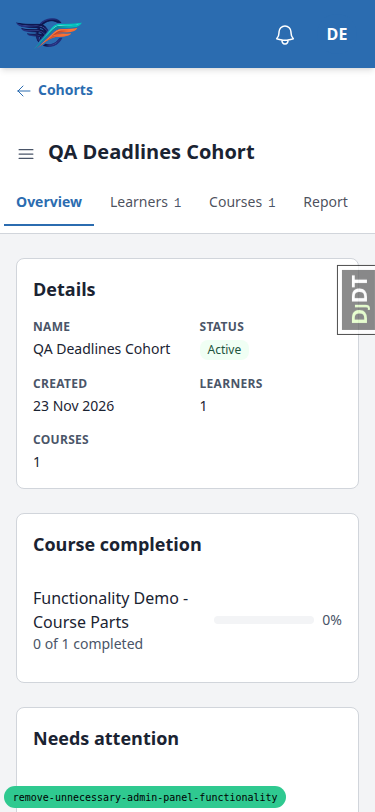 DE
Cohorts
QA Deadlines Cohort
Overview Learners 1 Courses 1 Report
Details
DJDT
NAME STATUS
QA Deadlines Cohort Active
CREATED LEARNERS
23 Nov 2026 1
COURSES
1
Course completion
Functionality Demo -
Course Parts
0%
0 of 1 completed
Needs attention
remove-unnecessary-admin-panel-functionality